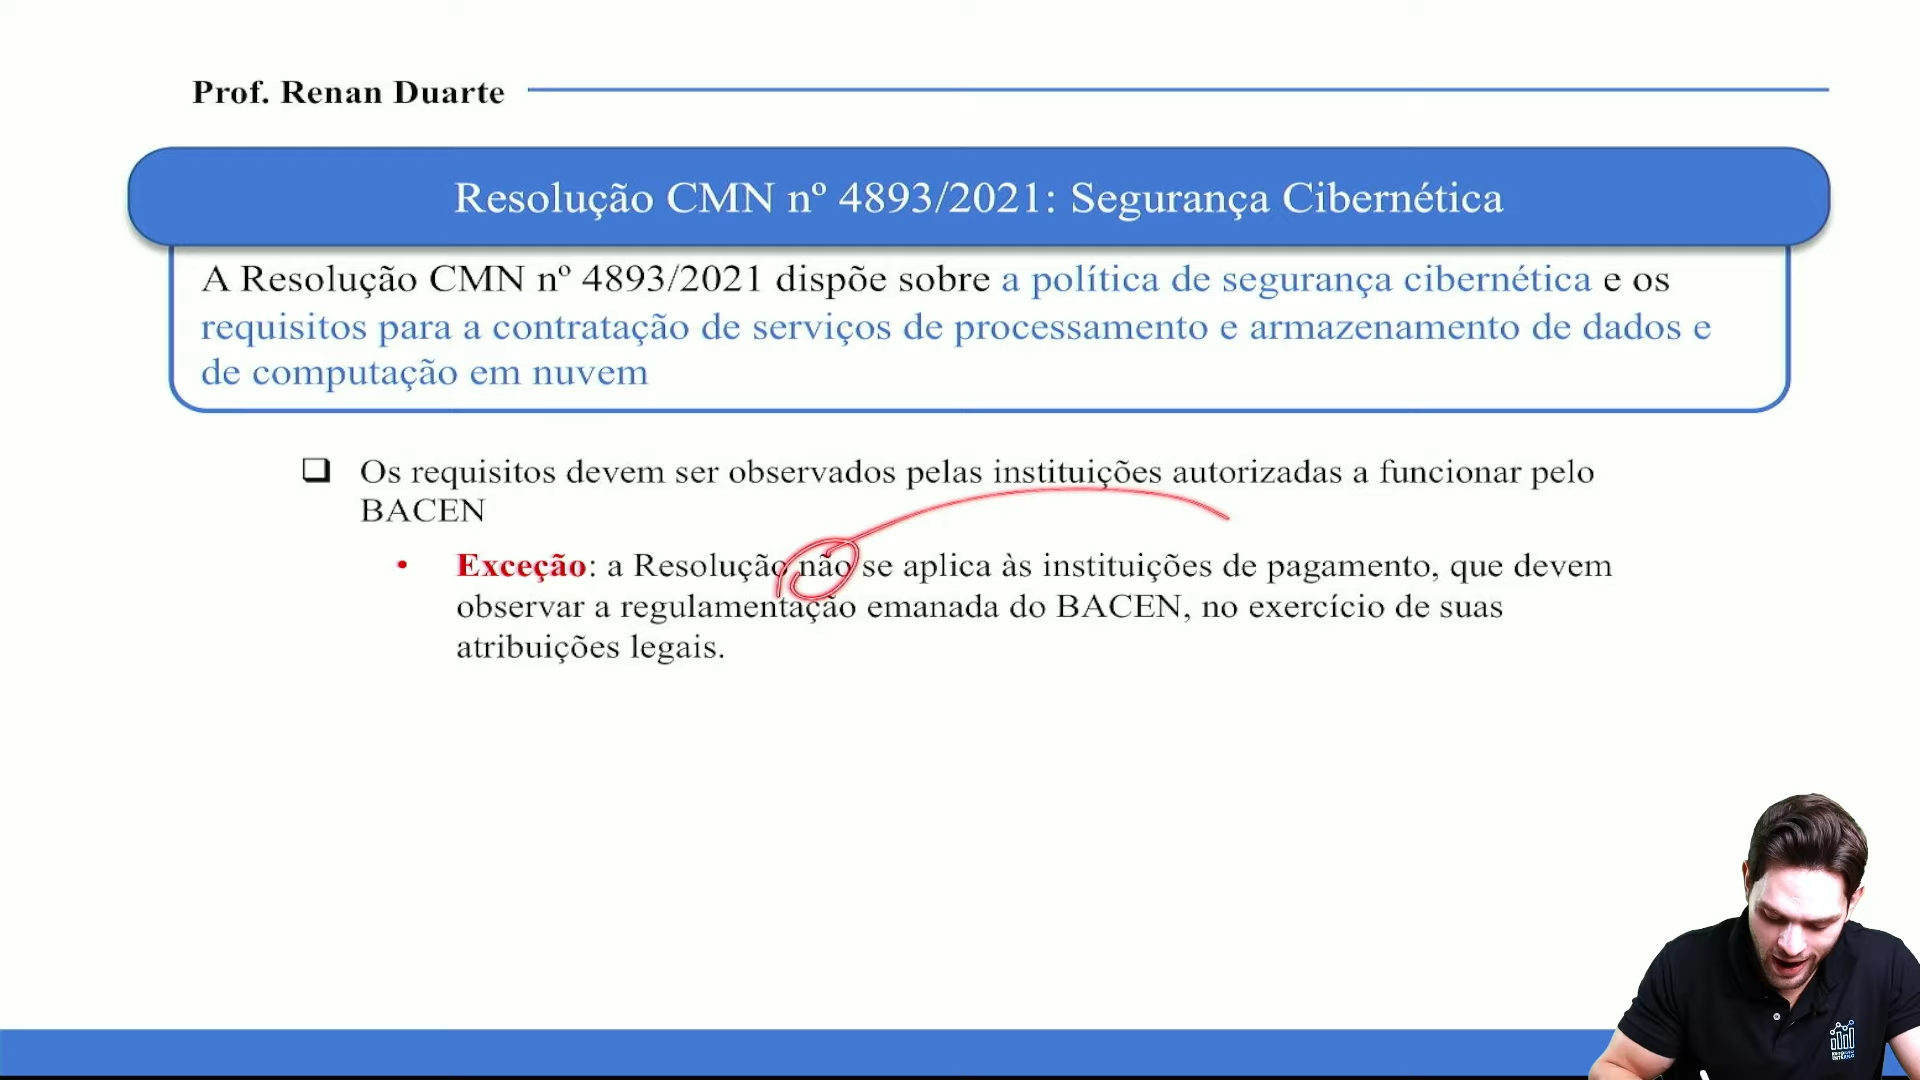 Prof. Renan Duarte
Resolução CMN nº 4893/2021: Segurança Cibernética
A Resolução CMN nº 4893/2021 dispõe sobre a política de segurança cibernética e os
requisitos para a contratação de serviços de processamento e armazenamento de dados e
de computação em nuvem
Os requisitos devem ser observados pelas instituições autorizadas a funcionar pelo
BACEN
• Exceção: a Resolução não se aplica às instituições de pagamento, que devem
observar a regulamentação emanada do BACEN, no exercício de suas
atribuições legais.